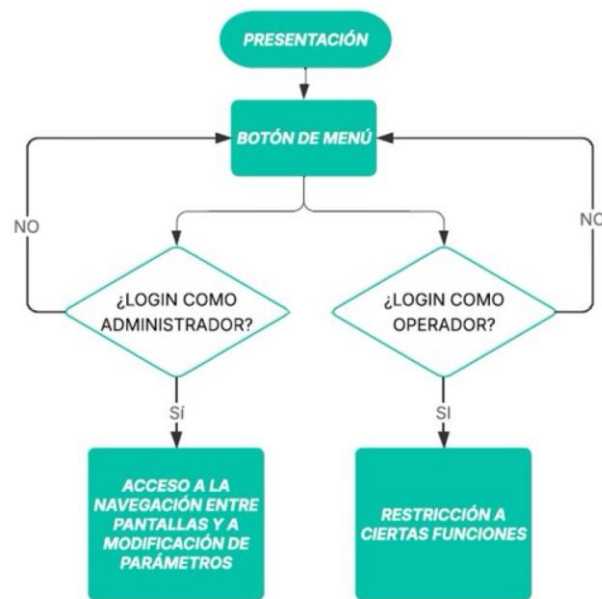 PRESENTACIÓN
BOTÓN DE MENÚ
NO
NO
¿LOGIN COMO
ADMINISTRADOR?
¿LOGIN COMO
OPERADOR?
Sí
SI
ACCESO A LA
NAVEGACIÓN ENTRE
PANTALLAS Y A
MODIFICACIÓN DE
PARÁMETROS
RESTRICCIÓN A
CIERTAS FUNCIONES